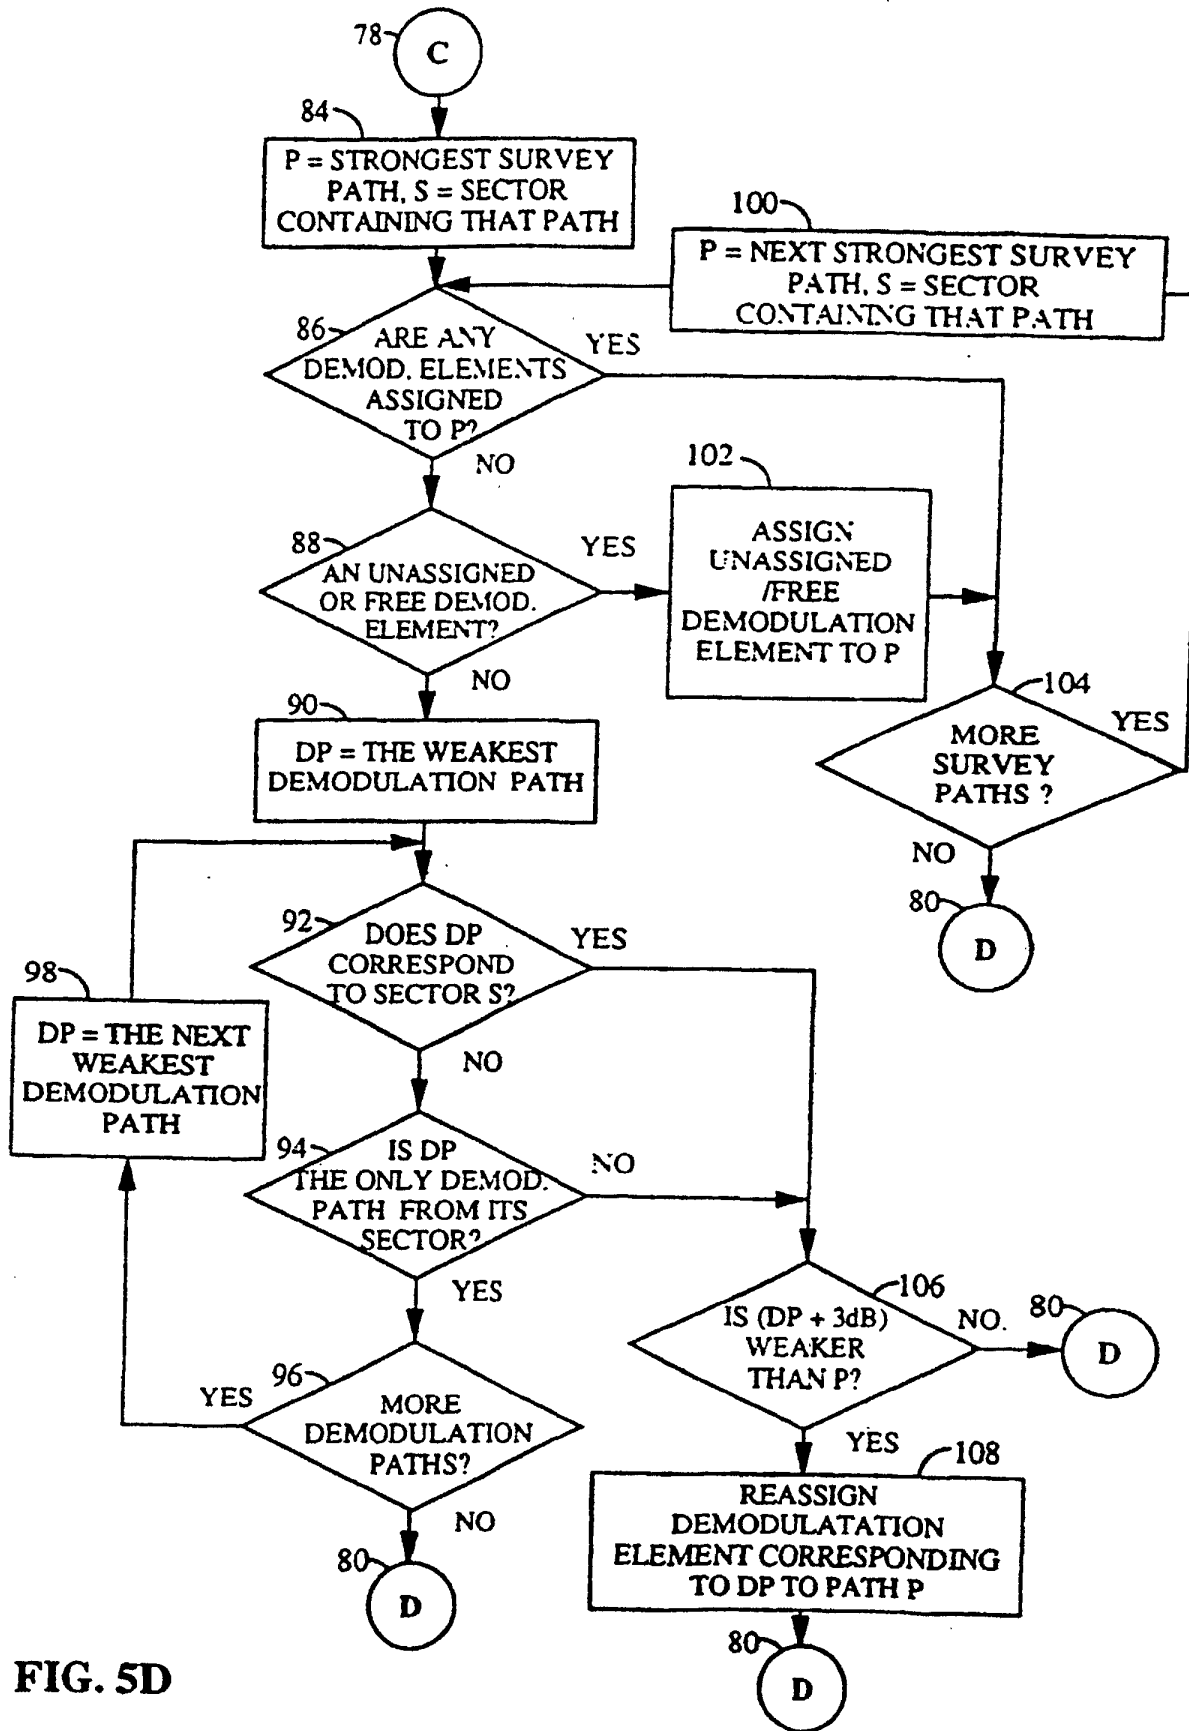 78
C
84
P = STRONGEST SURVEY
PATH, S = SECTOR
CONTAINING THAT PATH
100
P = NEXT STRONGEST SURVEY
PATH, S = SECTOR
CONTAINING THAT PATH
86
ARE ANY
DEMOD. ELEMENTS
ASSIGNED
TO P?
YES
NO
102
ASSIGN
UNASSIGNED
/FREE
DEMODULATION
ELEMENT TO P
88
AN UNASSIGNED
OR FREE DEMOD.
ELEMENT?
YES
NO
104
MORE
SURVEY
PATHS ?
YES
NO
80
D
90
DP = THE WEAKEST
DEMODULATION PATH
92
DOES DP
CORRESPOND
TO SECTOR S?
YES
NO
98
DP = THE NEXT
WEAKEST
DEMODULATION
PATH
94
IS DP
THE ONLY DEMOD.
PATH FROM ITS
SECTOR?
NO
YES
106
IS (DP + 3dB)
WEAKER
THAN P?
NO.
80
D
YES
96
MORE
DEMODULATION
PATHS?
YES
NO
80
D
108
REASSIGN
DEMODULATATION
ELEMENT CORRESPONDING
TO DP TO PATH P
80
D
FIG. 5D